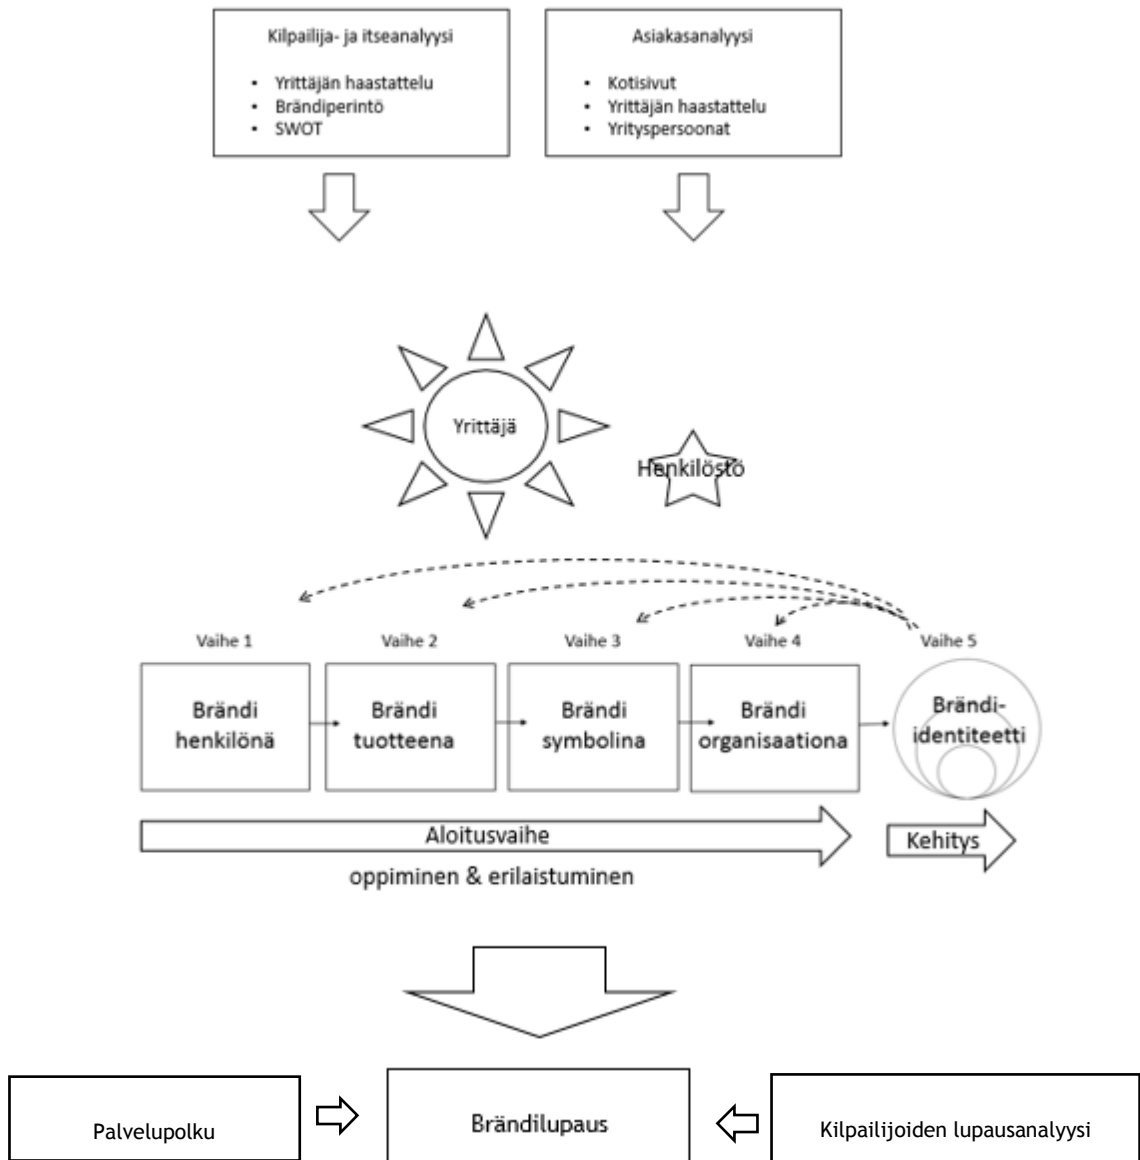 Kilpailija- ja itseanalyysi
• Yrittäjän haastattelu
• Brändiperintö
• SWOT
Asiakasanalyysi
• Kotisivut
• Yrittäjän haastattelu
• Yrityspersoonat
Yrittäjä
Henkilöstö
Vaihe 1
Vaihe 2
Vaihe 3
Vaihe 4
Vaihe 5
Brändi
henkilönä
Brändi
tuotteena
Brändi
symbolina
Brändi
organisaationa
Brändi-
identiteetti
Aloitusvaihe
Kehitys
oppiminen & erilaistuminen
Palvelupolku
Brändilupaus
Kilpailijoiden lupausanalyysi